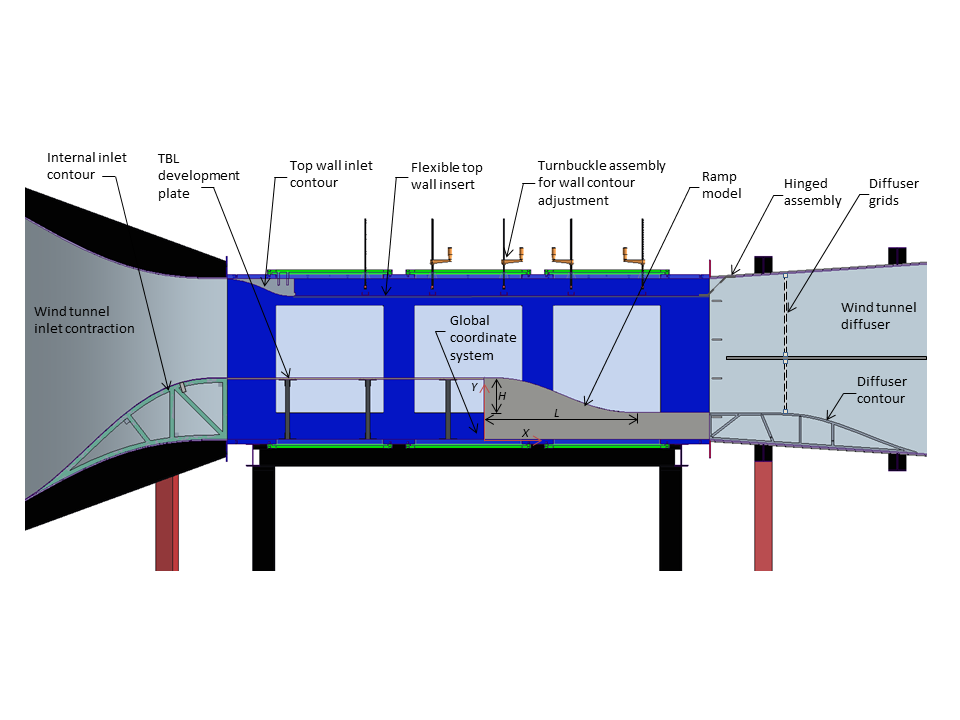 Internal inlet
contour
TBL
development
plate
Top wall inlet
contour
Flexible top
wall insert
Turnbuckle assembly
for wall contour
adjustment
Ramp
model
Hinged
assembly
Diffuser
grids
Wind tunnel
inlet contraction
Global
coordinate
system
Wind tunnel
diffuser
Diffuser
contour
Y
H
L
X